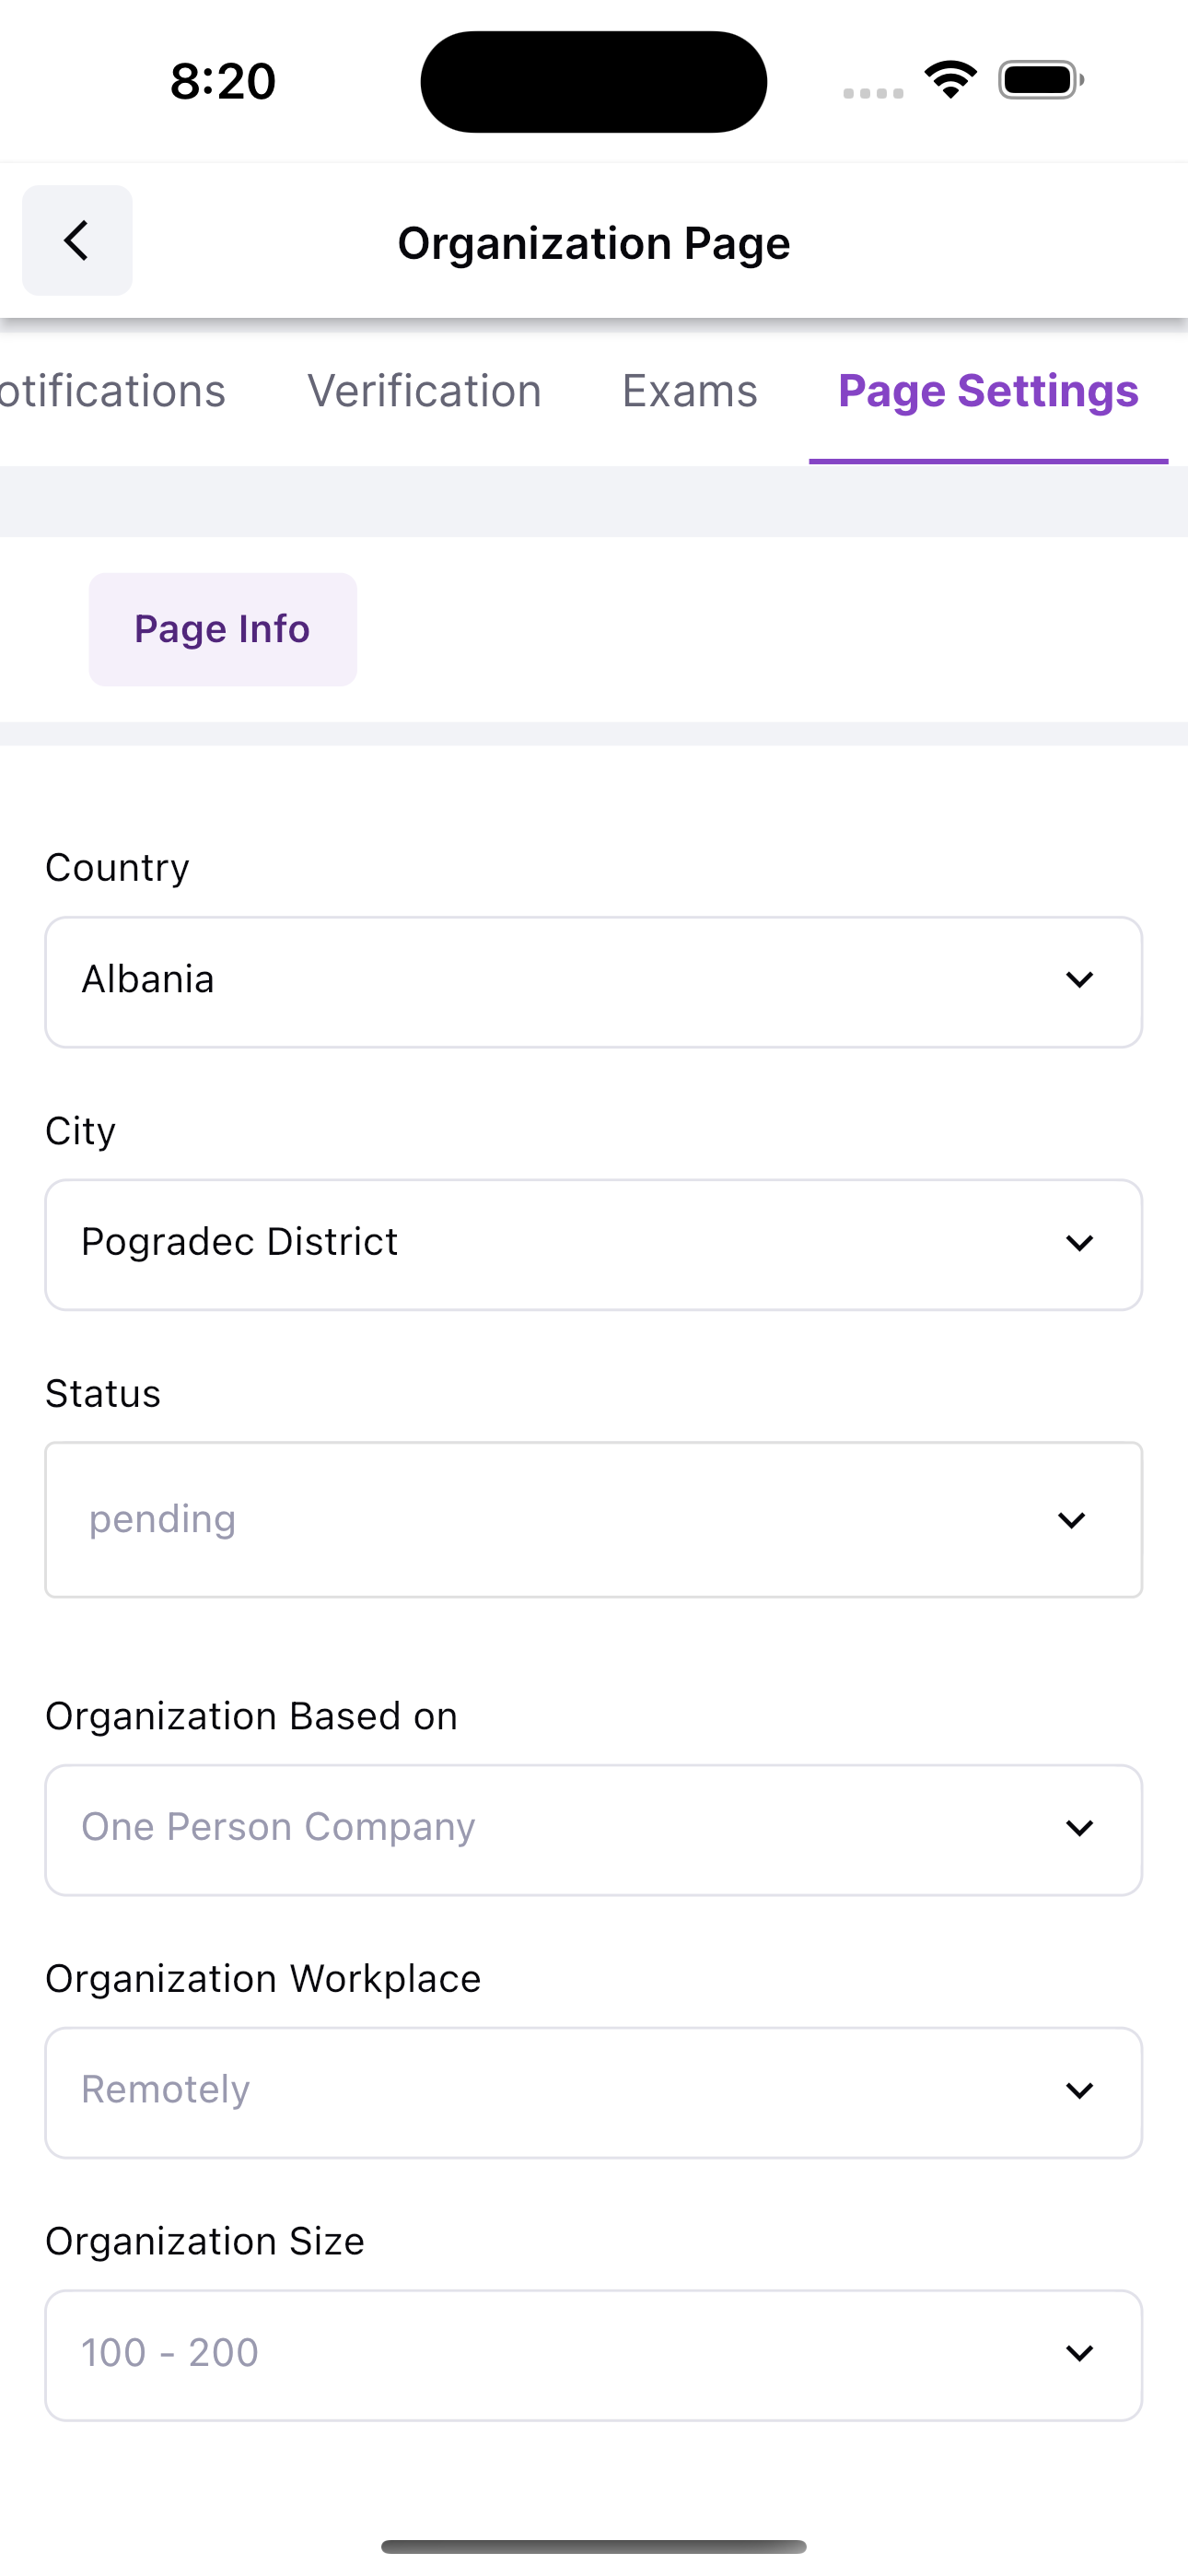 8:20
Organization Page
otifications Verification Exams Page Settings
Page Info
Country
Albania
City
Pogradec District
Status
pending
Organization Based on
One Person Company
Organization Workplace
Remotely
Organization Size
100 - 200